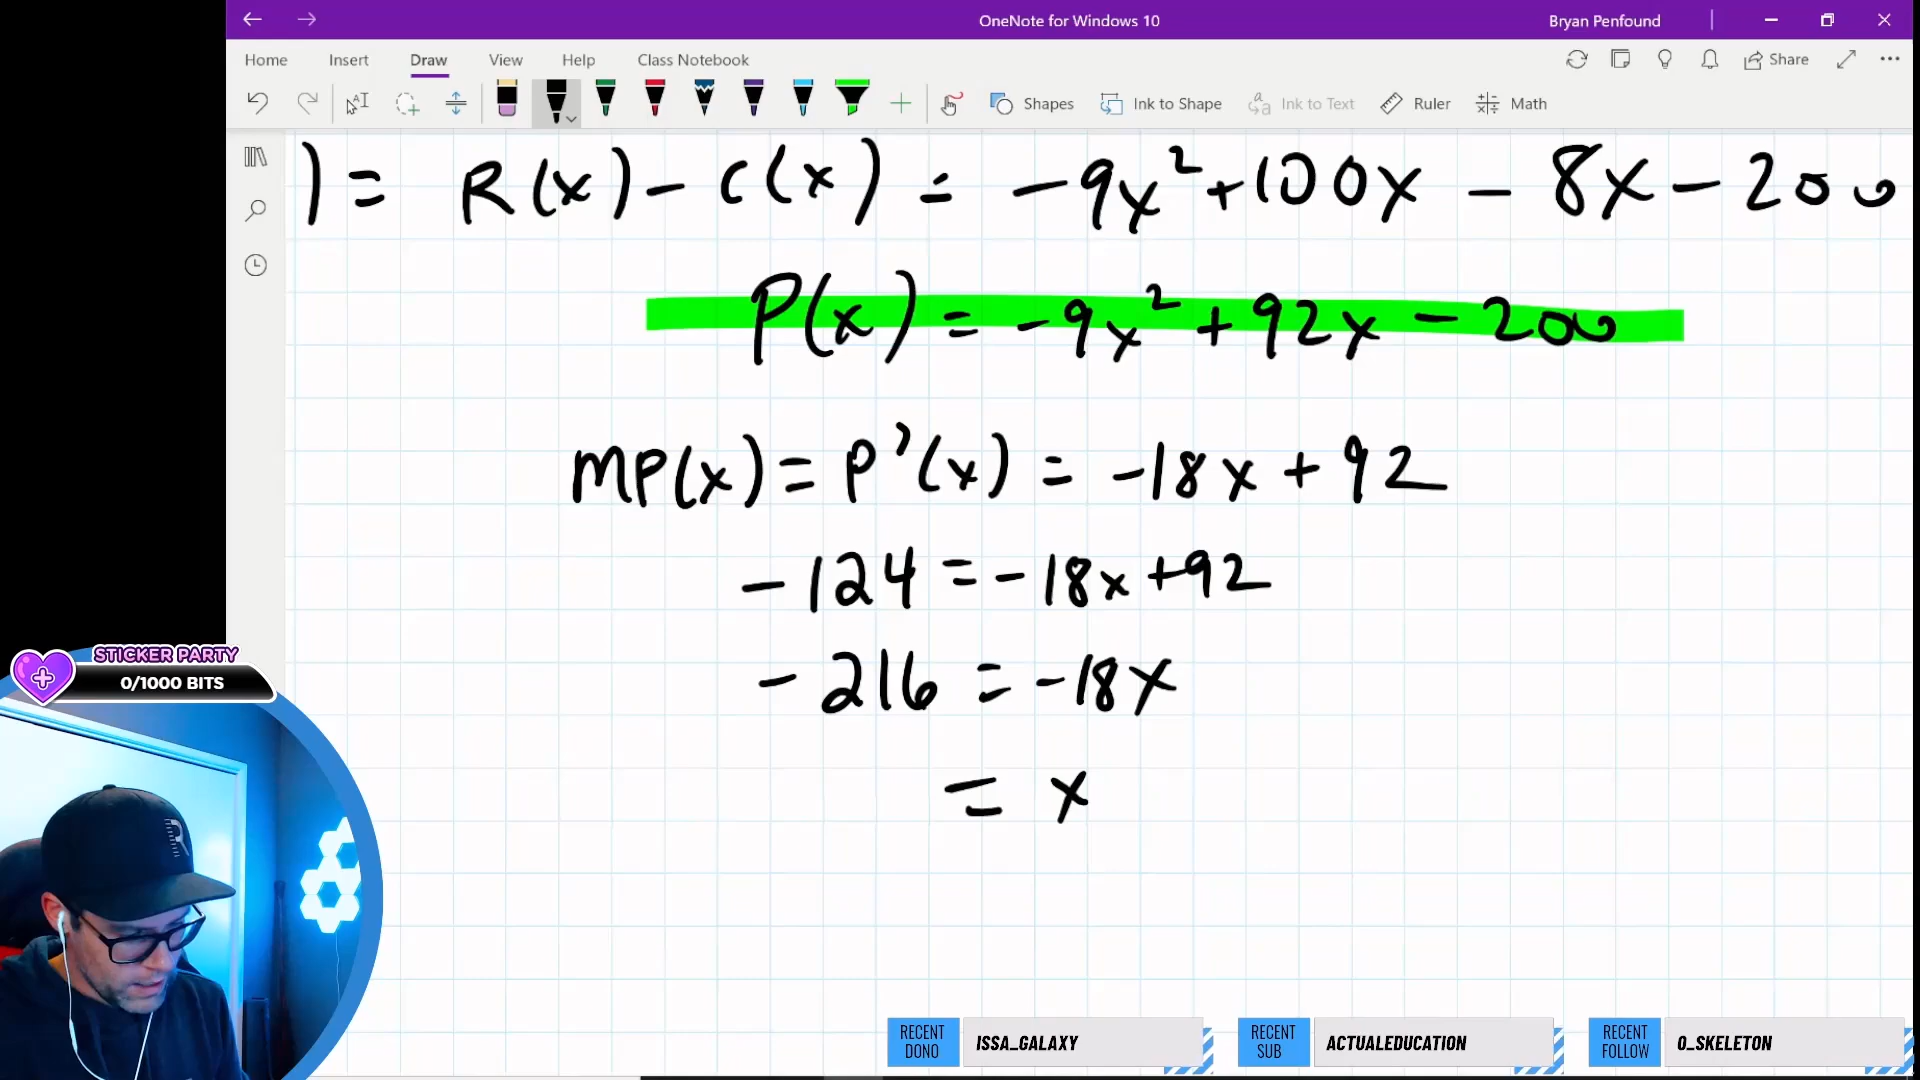 OneNote for Windows 10
Bryan Penfound
Home Insert Draw View Help Class Notebook
Share
Shapes Ink to Shape Ink to Text Ruler Math
) = R(x) - C(x) = -9x² + 100x - 8x - 200
P(x) = -9x² + 92x - 200
MP(x) = P'(x) = -18x + 92
-124 = -18x + 92
-216 = -18x
= x
STICKER PARTY
0/1000 BITS
R
RECENT DONO ISSA_GALAXY
RECENT SUB ACTUALEDUCATION
RECENT FOLLOW O_SKELETON